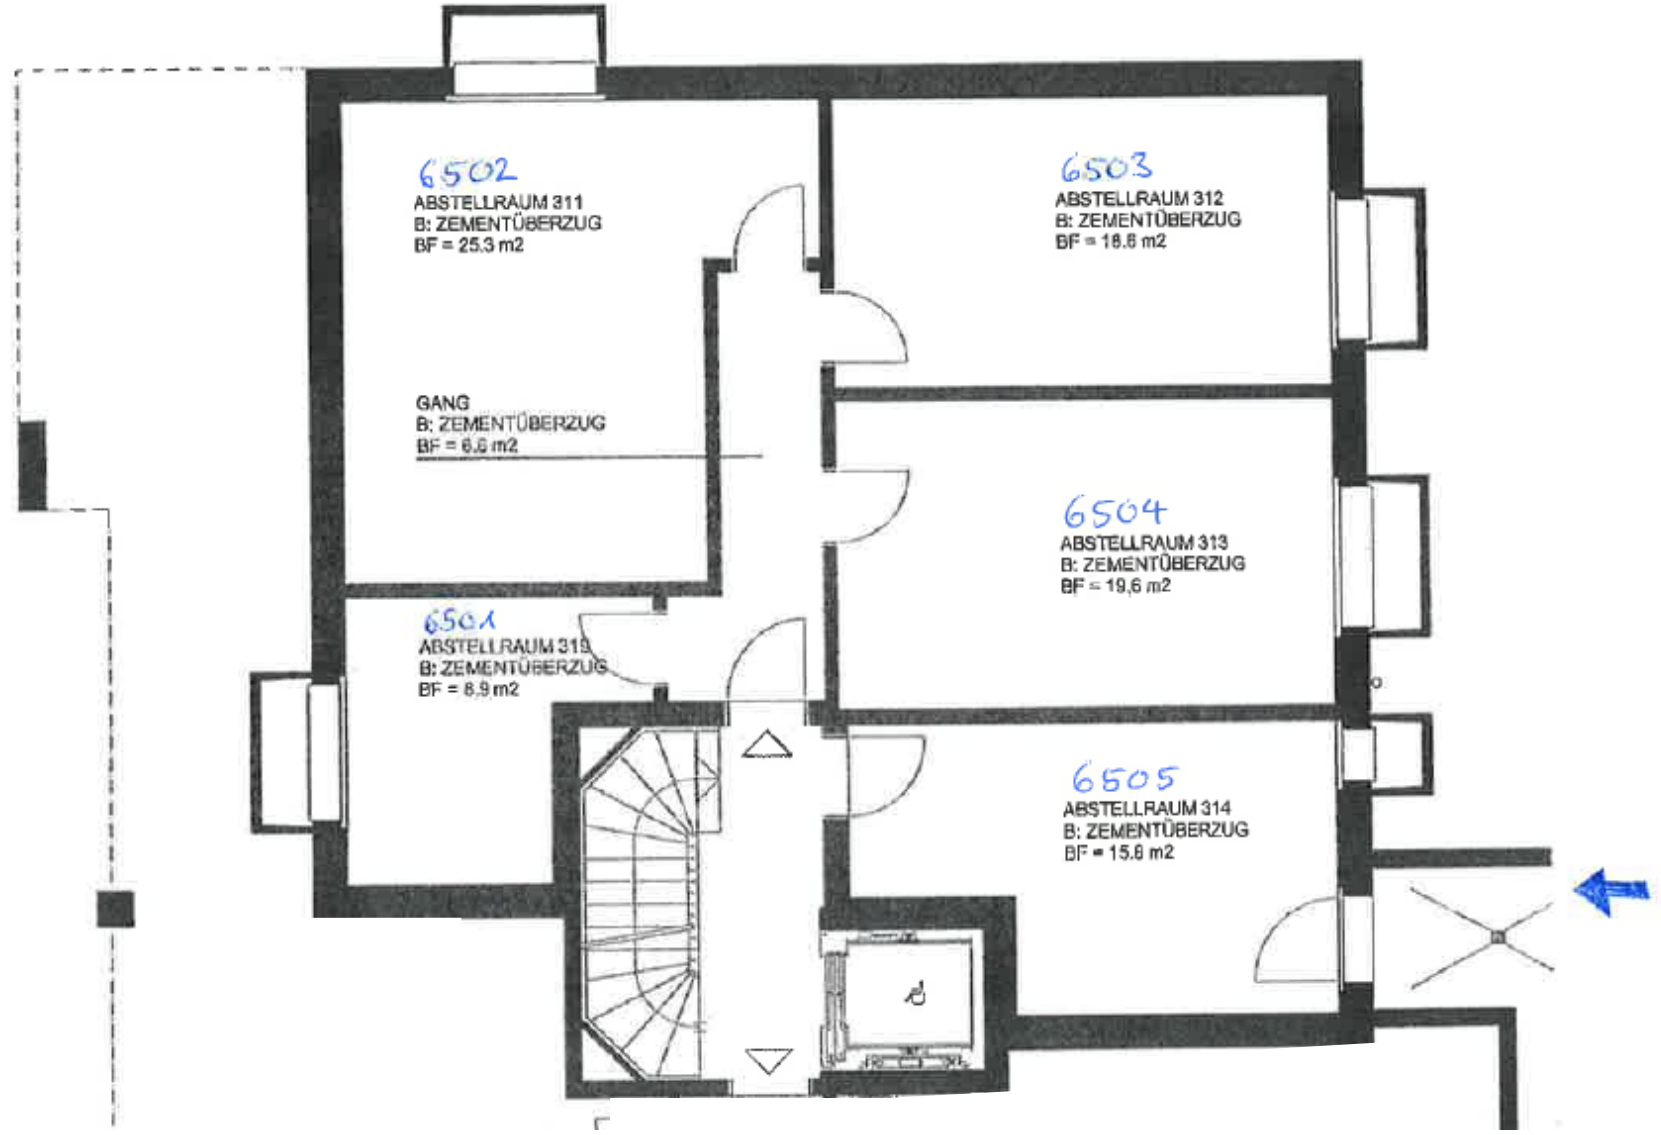 6502
ABSTELLRAUM 311
B: ZEMENTÜBERZUG
BF = 25.3 m2
6503
ABSTELLRAUM 312
B: ZEMENTÜBERZUG
BF = 18.6 m2
GANG
B: ZEMENTÜBERZUG
BF = 6.6 m2
6504
ABSTELLRAUM 313
B: ZEMENTÜBERZUG
BF = 19,6 m2
6501
ABSTELLRAUM 319
B: ZEMENTÜBERZUG
BF = 8.9 m2
6505
ABSTELLRAUM 314
B: ZEMENTÜBERZUG
BF = 15.6 m2